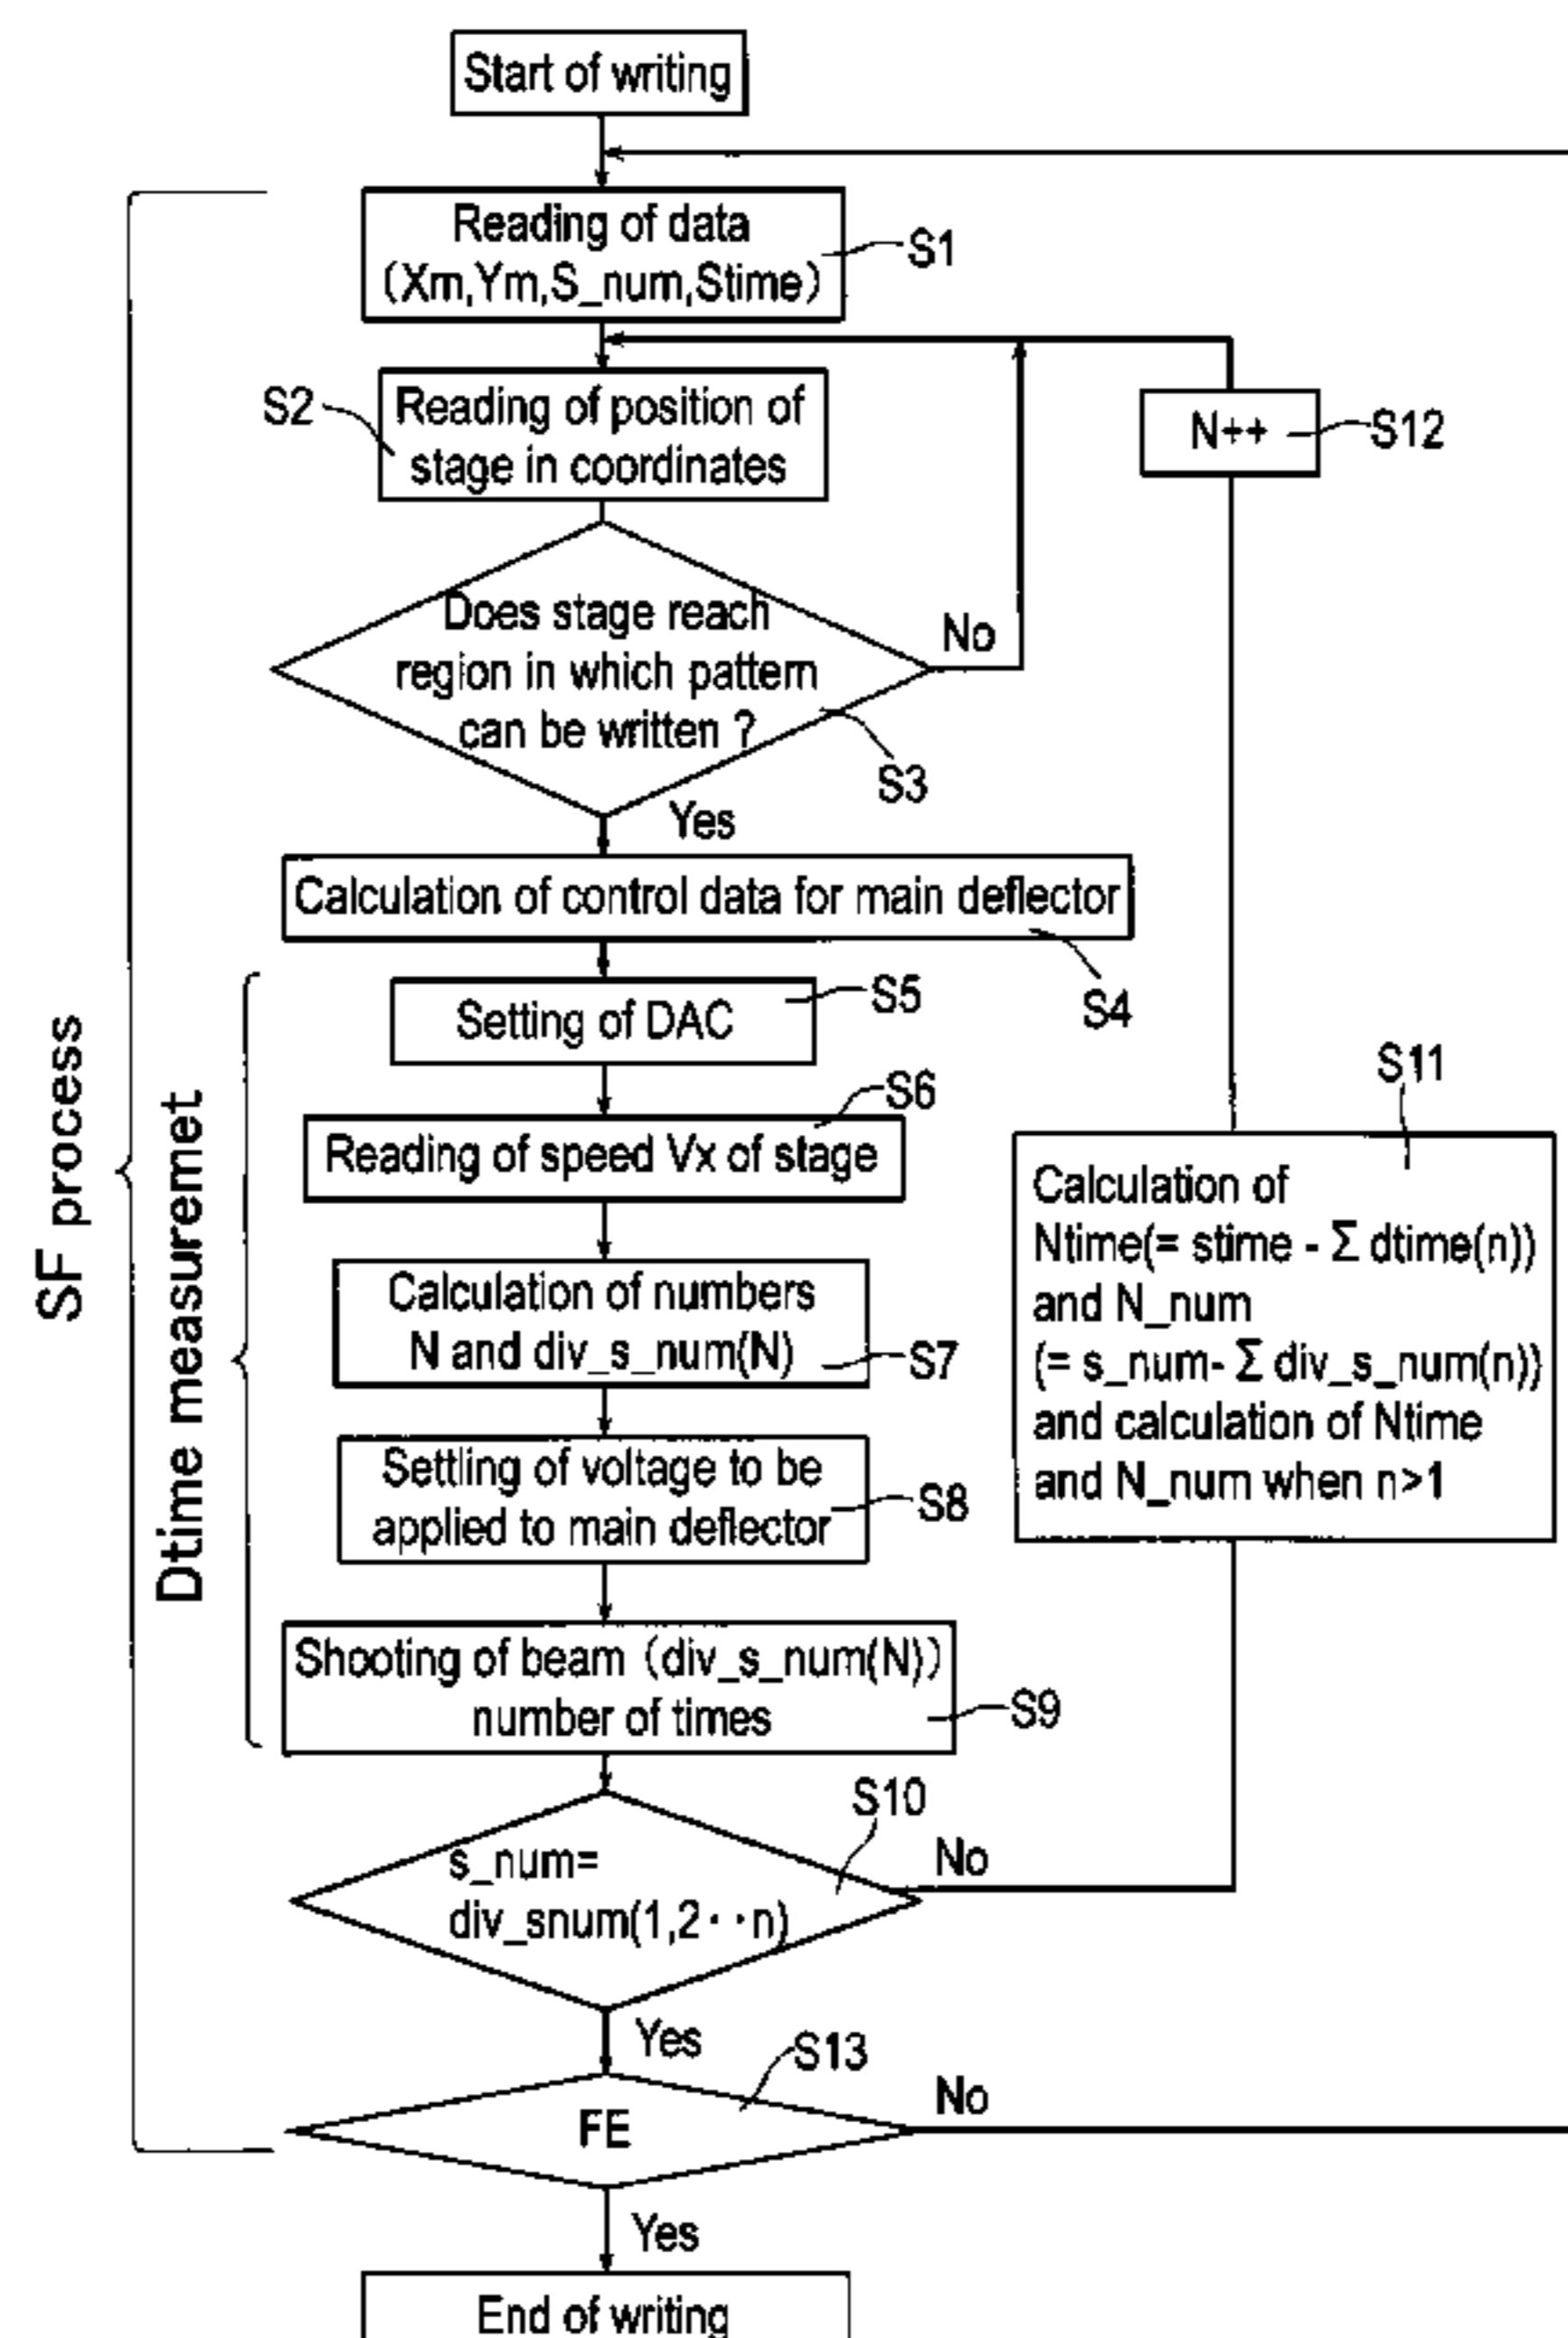 Start of writing
Reading of data
(Xm,Ym,S_num,Stime)
S1
S2
Reading of position of
stage in coordinates
N++
S12
Does stage reach
region in which pattern
can be written ?
No
S3
Yes
Calculation of control data for main deflector
S4
Setting of DAC
S5
Reading of speed Vx of stage
S6
Calculation of numbers
N and div_s_num(N)
S7
Settling of voltage to be
applied to main deflector
S8
Shooting of beam (div_s_num(N))
number of times
S9
S10
s_num=
div_snum(1,2··n)
No
S11
Calculation of
Ntime(= stime - Σ dtime(n))
and N_num
(= s_num- Σ div_s_num(n))
and calculation of Ntime
and N_num when n>1
Yes
S13
FE
No
Yes
End of writing
SF process
Dtime measuremet